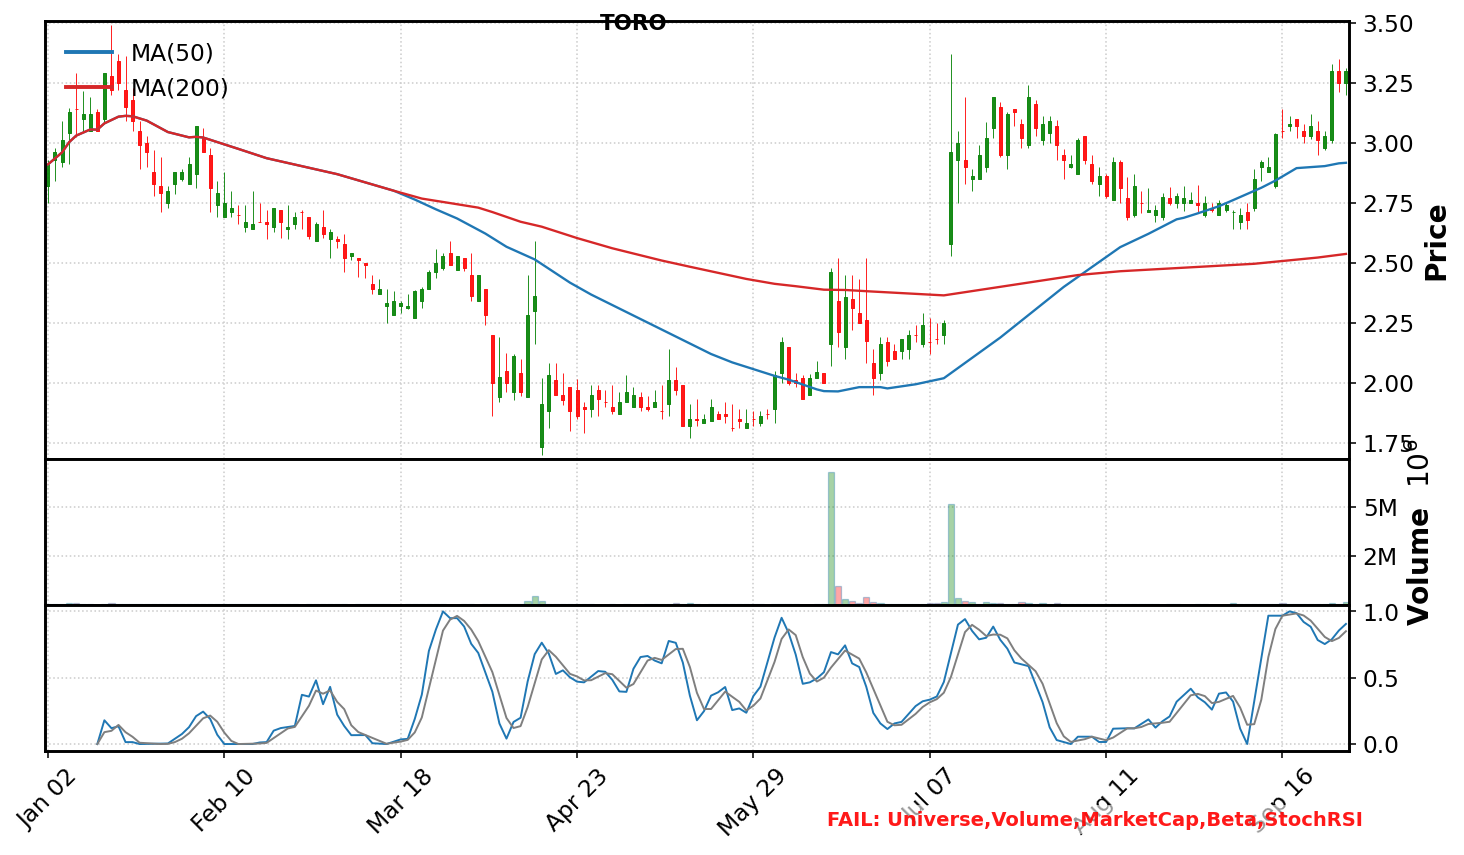 TORO
MA(50)
MA(200)
3.50
3.25
3.00
2.75
2.50
2.25
2.00
1.75
Price
10⁶
5M
2M
Volume
1.0
0.5
0.0
Jan 02
Feb 10
Mar 18
Apr 23
May 29
Jul 07
Aug 11
Sep 16
FAIL: Universe,Volume,MarketCap,Beta,StochRSI